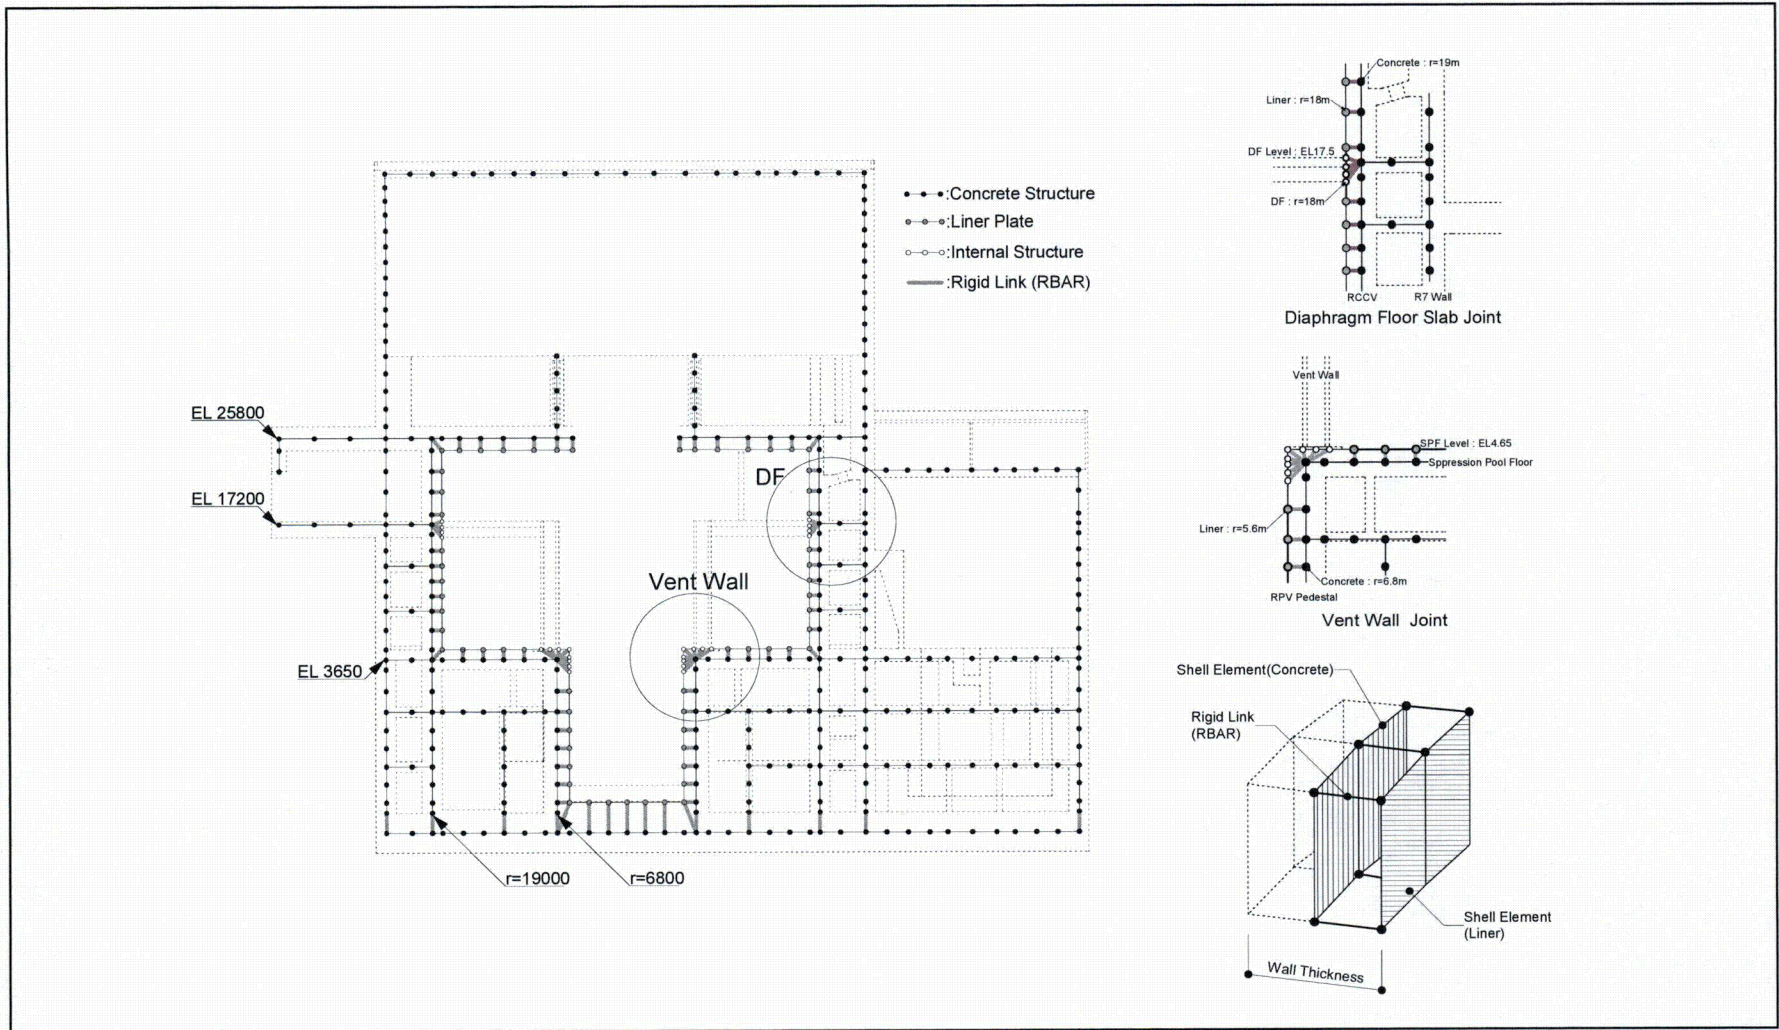 :Concrete Structure
:Liner Plate
:Internal Structure
:Rigid Link (RBAR)
EL 25800
EL 17200
EL 3650
DF
Vent Wall
r=19000
r=6800
Concrete : r=19m
Liner : r=18m
DF Level : EL17.5
DF : r=18m
RCCV
R7 Wall
Diaphragm Floor Slab Joint
Vent Wall
SPF Level : EL4.65
Sppression Pool Floor
Liner : r=5.6m
Concrete : r=6.8m
RPV Pedestal
Vent Wall Joint
Shell Element(Concrete)
Rigid Link
(RBAR)
Shell Element
(Liner)
Wall Thickness